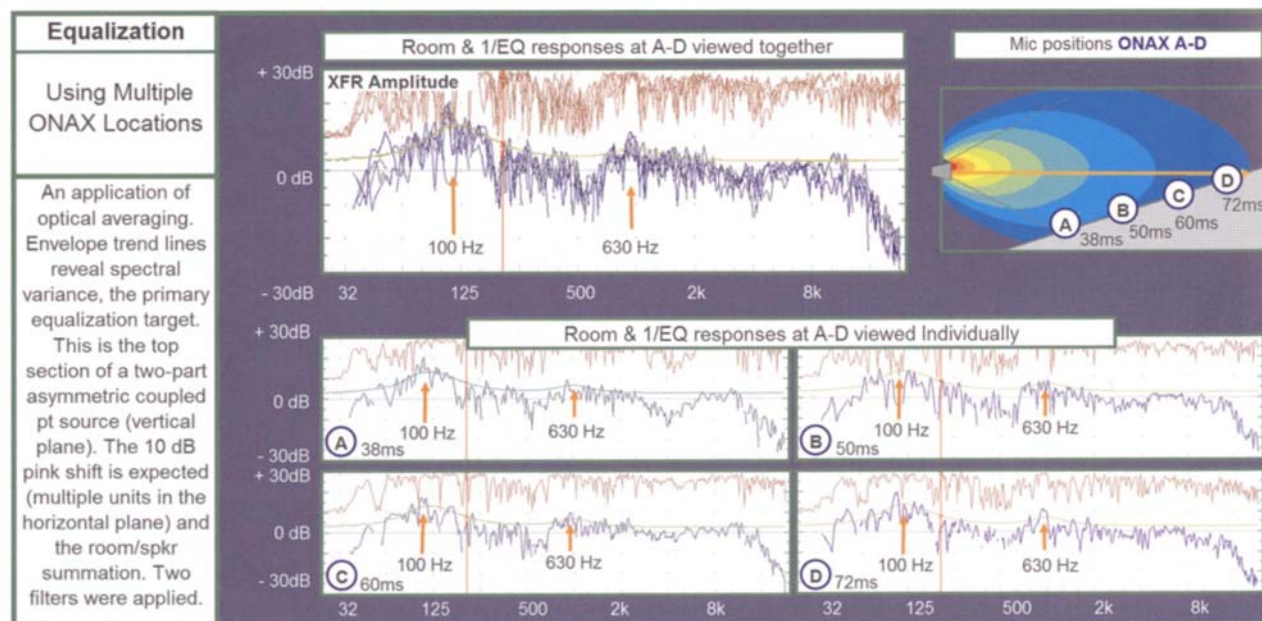 Equalization
Using Multiple
ONAX Locations
An application of
optical averaging.
Envelope trend lines
reveal spectral
variance, the primary
equalization target.
This is the top
section of a two-part
asymmetric coupled
pt source (vertical
plane). The 10 dB
pink shift is expected
(multiple units in the
horizontal plane) and
the room/spkr
summation. Two
filters were applied.
Room & 1/EQ responses at A-D viewed together
+ 30dB
XFR Amplitude
0 dB
100 Hz
630 Hz
- 30dB
32 125 500 2k 8k
Mic positions ONAX A-D
A
38ms
B
50ms
C
60ms
D
72ms
Room & 1/EQ responses at A-D viewed Individually
+ 30dB
0 dB
- 30dB
100 Hz
630 Hz
A 38ms
100 Hz
630 Hz
B 50ms
+ 30dB
0 dB
- 30dB
100 Hz
630 Hz
C 60ms
100 Hz
630 Hz
D 72ms
32 125 500 2k 8k
32 125 500 2k 8k